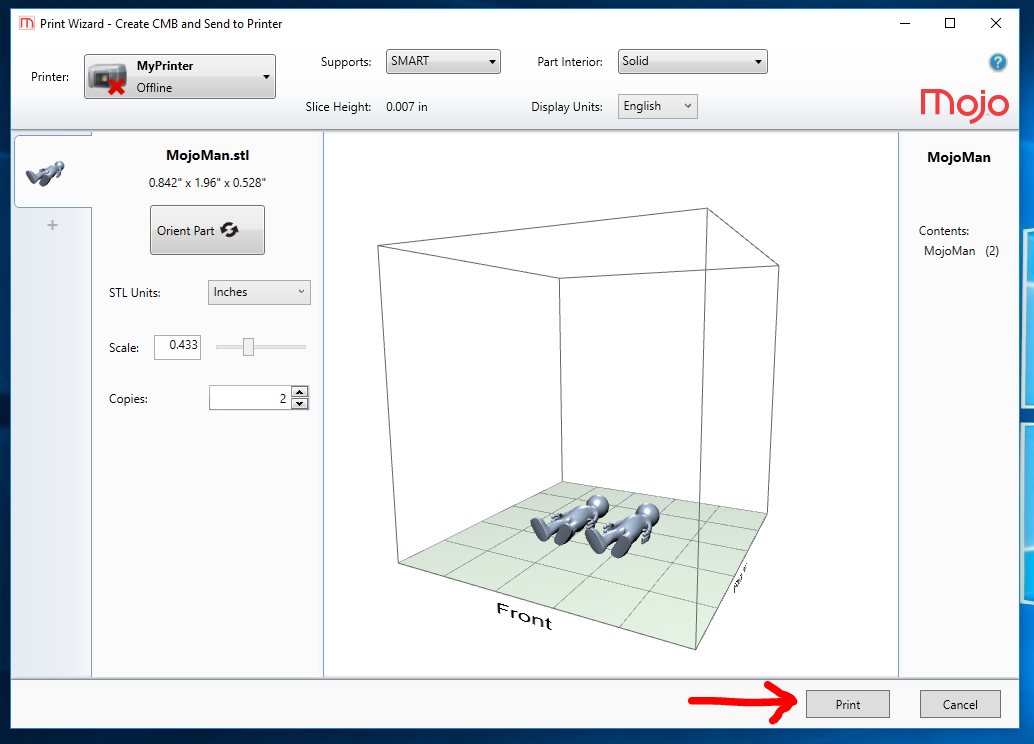 Print Wizard - Create CMB and Send to Printer
Printer:
MyPrinter
Offline
Supports:
SMART
Part Interior:
Solid
Slice Height:
0.007 in
Display Units:
English
?
mojo
MojoMan.stl
0.842" x 1.96" x 0.528"
Orient Part
STL Units:
Inches
Scale:
0.433
Copies:
2
Front
MojoMan
Contents:
MojoMan (2)
Print
Cancel